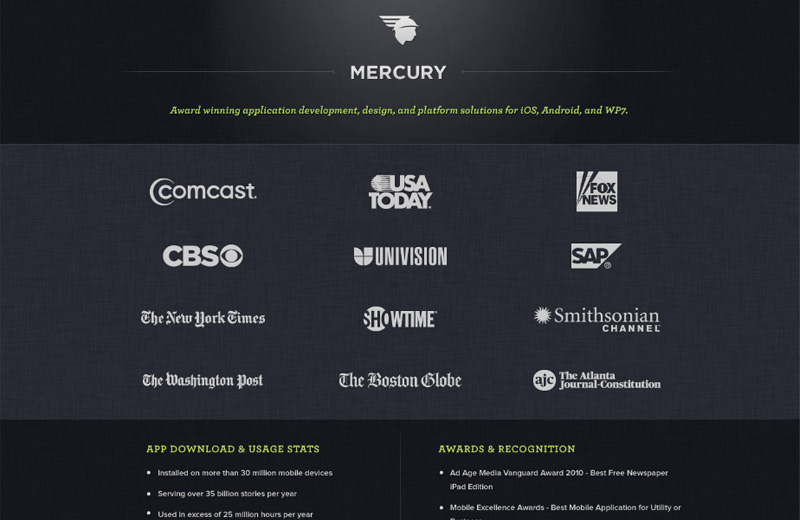 MERCURY
Award winning application development, design, and platform solutions for iOS, Android, and WP7.
comcast.
USA
TODAY.
FOX
NEWS
CBS
UNIVISION
SAP
The New York Times
SHOWTIME
Smithsonian
CHANNEL
The Washington Post
The Boston Globe
ajc The Atlanta
Journal-Constitution
APP DOWNLOAD & USAGE STATS
• Installed on more than 30 million mobile devices
• Serving over 35 billion stories per year
• Used in excess of 25 million hours per year
AWARDS & RECOGNITION
• Ad Age Media Vanguard Award 2010 - Best Free Newspaper
iPad Edition
• Mobile Excellence Awards - Best Mobile Application for Utility or